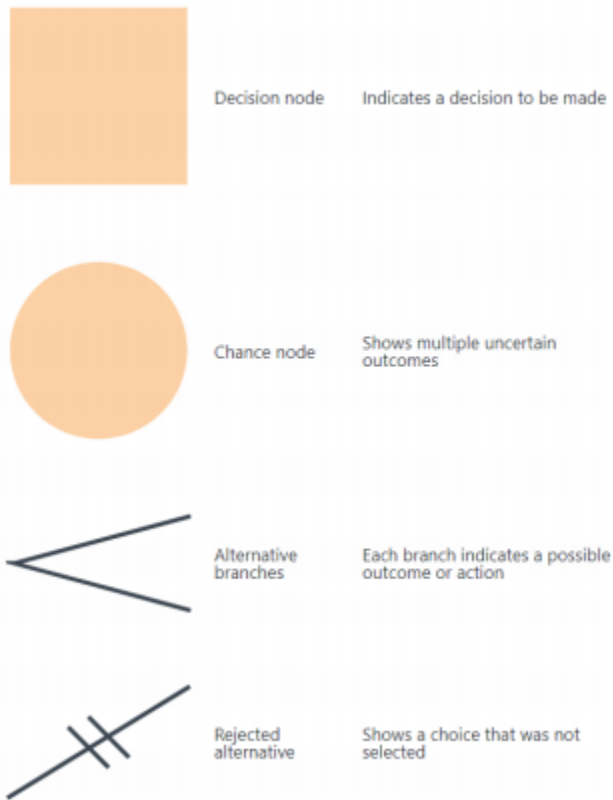 Decision node
Indicates a decision to be made
Chance node
Shows multiple uncertain
outcomes
Alternative
branches
Each branch indicates a possible
outcome or action
Rejected
alternative
Shows a choice that was not
selected